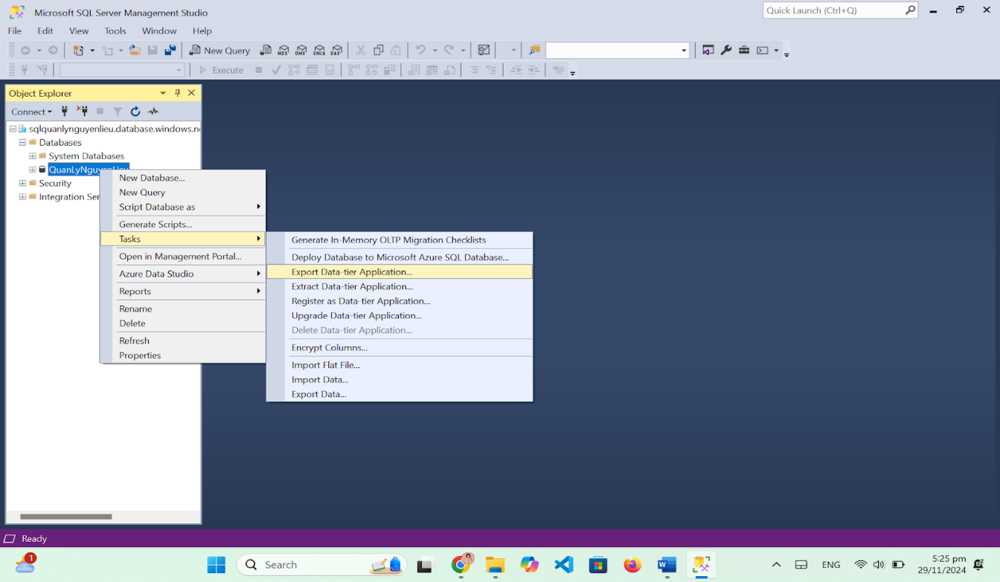 Microsoft SQL Server Management Studio
Quick Launch (Ctrl+Q)
File Edit View Tools Window Help
New Query
MDX DMX XMLA DAX
Execute
Object Explorer
Connect
sqlquanlynguyenlieu.database.windows.n
Databases
System Databases
QuanLyNguyenLieu
Security
Integration Ser
New Database...
New Query
Script Database as
Generate Scripts...
Tasks
Open in Management Portal...
Azure Data Studio
Reports
Rename
Delete
Refresh
Properties
Generate In-Memory OLTP Migration Checklists
Deploy Database to Microsoft Azure SQL Database...
Export Data-tier Application...
Extract Data-tier Application...
Register as Data-tier Application...
Upgrade Data-tier Application...
Delete Data-tier Application...
Encrypt Columns...
Import Flat File...
Import Data...
Export Data...
Ready
1
Search
W
ENG
5:25 pm
29/11/2024